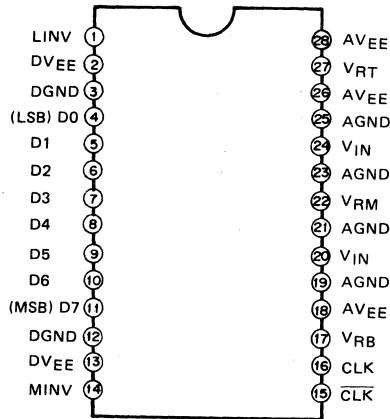 LINV 1
DVEE 2
DGND 3
(LSB) D0 4
D1 5
D2 6
D3 7
D4 8
D5 9
D6 10
(MSB) D7 11
DGND 12
DVEE 13
MINV 14
28 AVEE
27 VRT
26 AVEE
25 AGND
24 VIN
23 AGND
22 VRM
21 AGND
20 VIN
19 AGND
18 AVEE
17 VRB
16 CLK
15 C̅L̅K̅